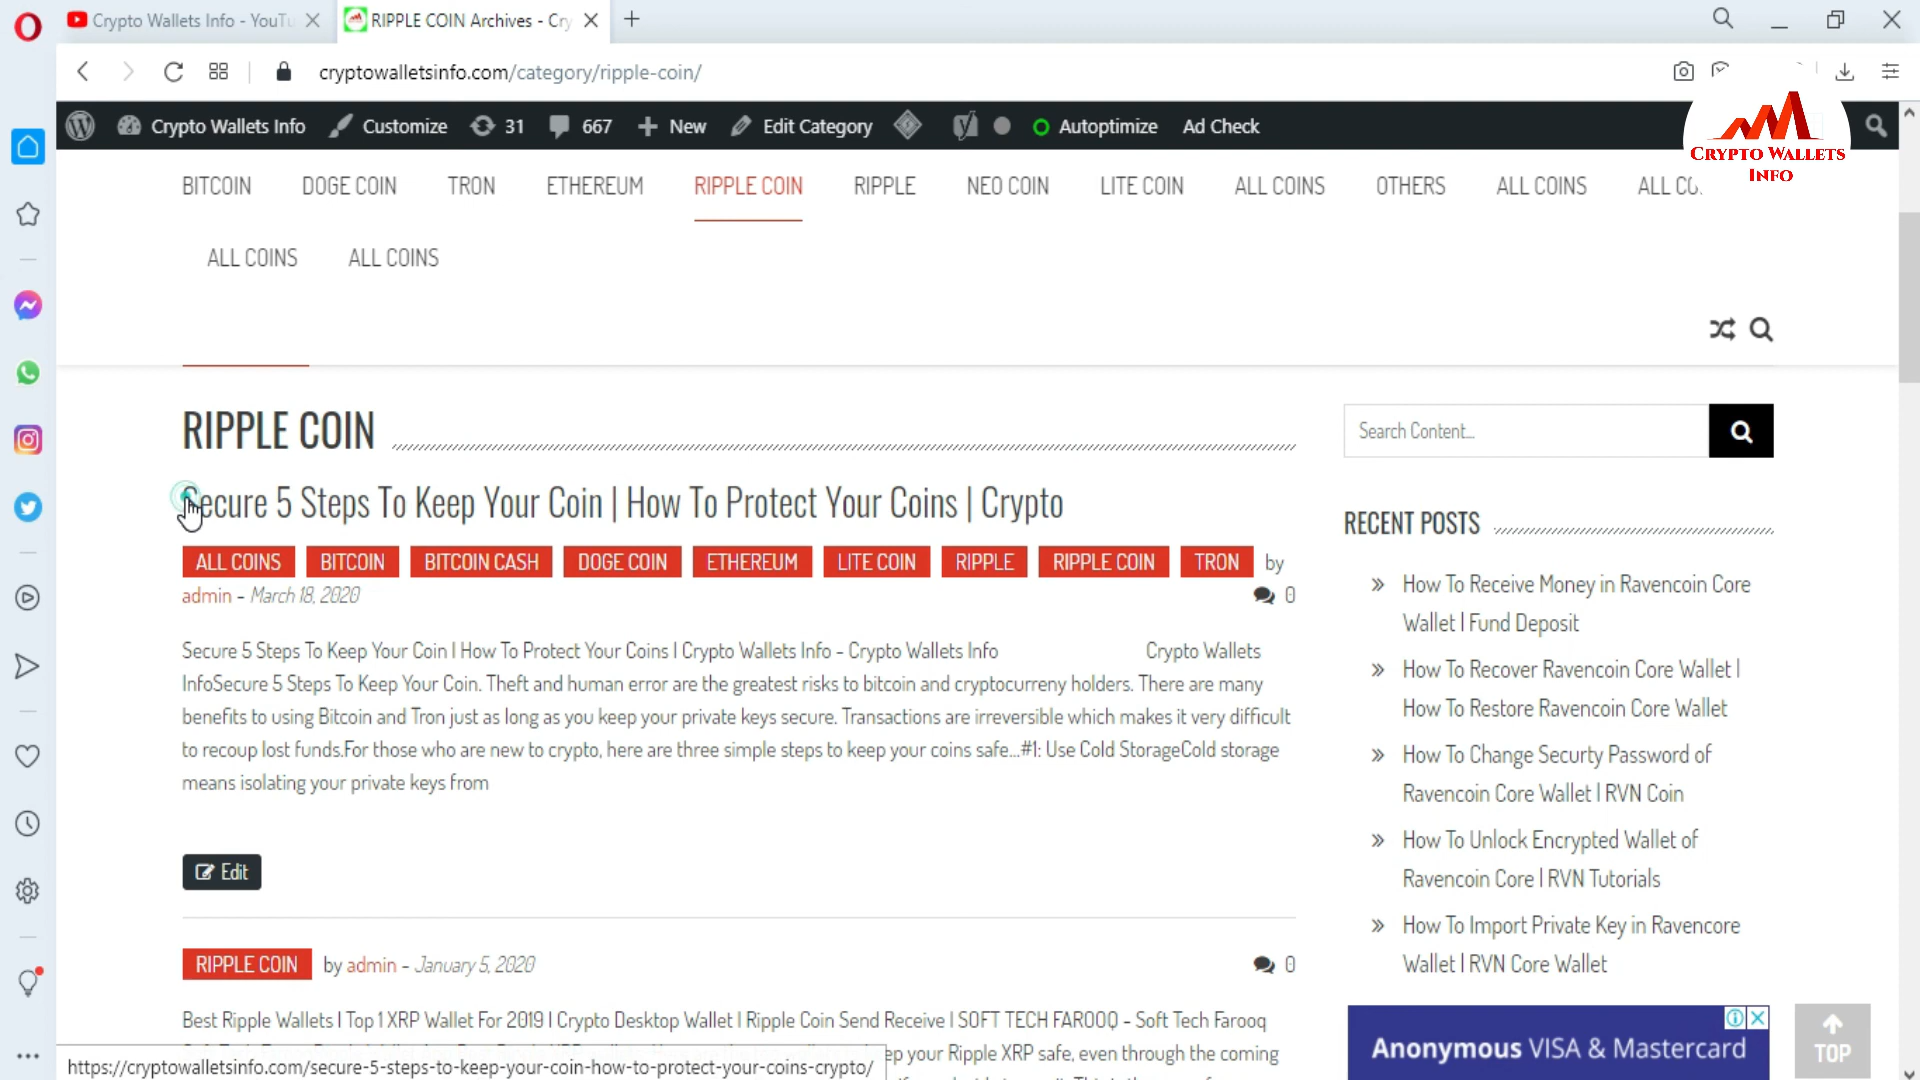 Crypto Wallets Info - YouTu
RIPPLE COIN Archives - Cry
cryptowalletsinfo.com/category/ripple-coin/
Crypto Wallets Info Customize 31 667 New Edit Category Autoptimize Ad Check
CRYPTO WALLETS
INFO
BITCOIN DOGE COIN TRON ETHEREUM RIPPLE COIN RIPPLE NEO COIN LITE COIN ALL COINS OTHERS ALL COINS ALL CO
ALL COINS ALL COINS
RIPPLE COIN
Secure 5 Steps To Keep Your Coin | How To Protect Your Coins | Crypto
ALL COINS BITCOIN BITCOIN CASH DOGE COIN ETHEREUM LITE COIN RIPPLE RIPPLE COIN TRON by
admin - March 18, 2020 0
Secure 5 Steps To Keep Your Coin | How To Protect Your Coins | Crypto Wallets Info - Crypto Wallets Info Crypto Wallets
InfoSecure 5 Steps To Keep Your Coin. Theft and human error are the greatest risks to bitcoin and cryptocurreny holders. There are many
benefits to using Bitcoin and Tron just as long as you keep your private keys secure. Transactions are irreversible which makes it very difficult
to recoup lost funds.For those who are new to crypto, here are three simple steps to keep your coins safe...#1: Use Cold StorageCold storage
means isolating your private keys from
Edit
RIPPLE COIN by admin - January 5, 2020 0
Best Ripple Wallets | Top 1 XRP Wallet For 2019 | Crypto Desktop Wallet | Ripple Coin Send Receive | SOFT TECH FAROOQ - Soft Tech Farooq
ep your Ripple XRP safe, even through the coming
https://cryptowalletsinfo.com/secure-5-steps-to-keep-your-coin-how-to-protect-your-coins-crypto/
Search Content...
RECENT POSTS
» How To Receive Money in Ravencoin Core
Wallet | Fund Deposit
» How To Recover Ravencoin Core Wallet |
How To Restore Ravencoin Core Wallet
» How To Change Securty Password of
Ravencoin Core Wallet | RVN Coin
» How To Unlock Encrypted Wallet of
Ravencoin Core | RVN Tutorials
» How To Import Private Key in Ravencore
Wallet | RVN Core Wallet
Anonymous VISA & Mastercard
TOP